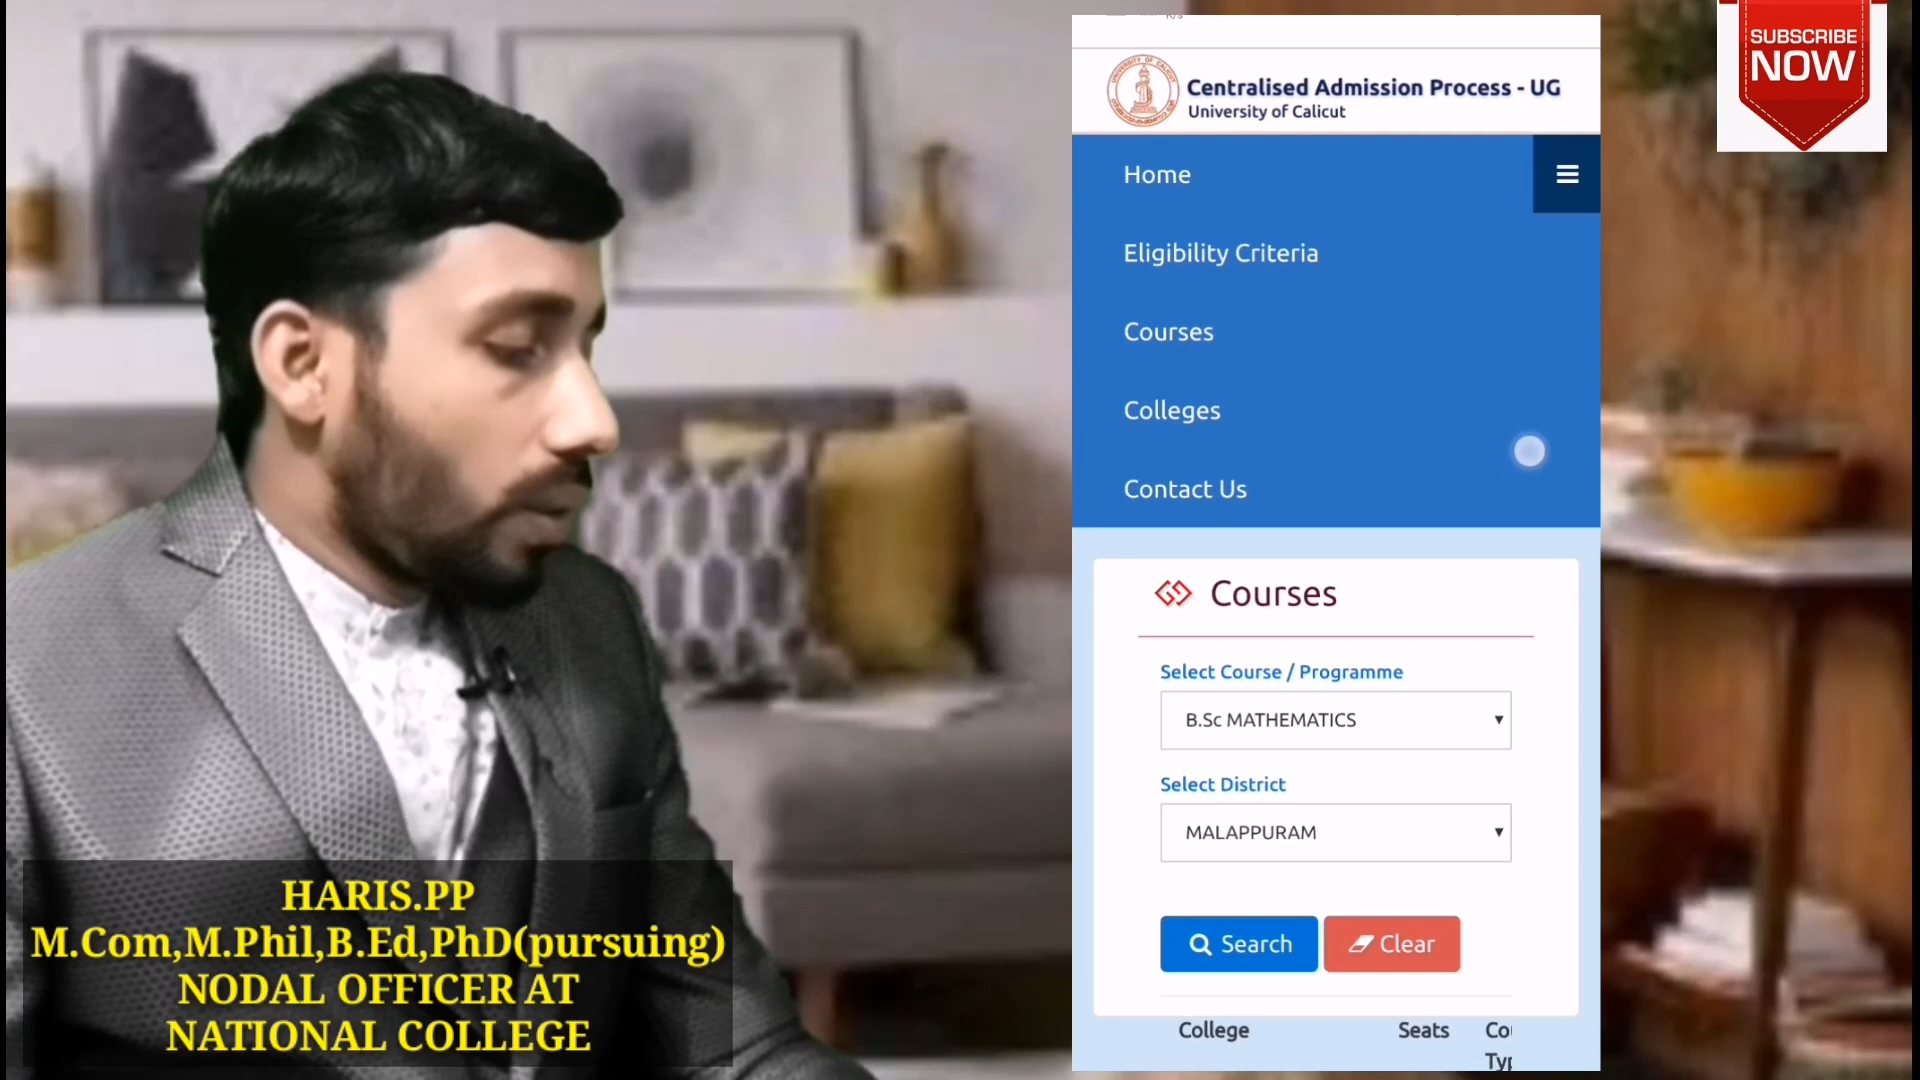 SUBSCRIBE
NOW
Centralised Admission Process - UG
University of Calicut
Home
Eligibility Criteria
Courses
Colleges
Contact Us
Courses
Select Course / Programme
B.Sc MATHEMATICS
Select District
MALAPPURAM
Search Clear
College Seats
HARIS.PP
M.Com,M.Phil,B.Ed,PhD(pursuing)
NODAL OFFICER AT
NATIONAL COLLEGE